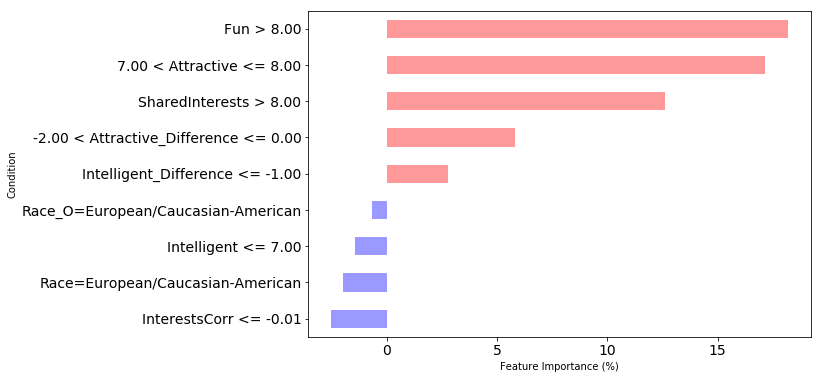 Fun > 8.00
7.00 < Attractive <= 8.00
SharedInterests > 8.00
-2.00 < Attractive_Difference <= 0.00
Intelligent_Difference <= -1.00
Race_O=European/Caucasian-American
Intelligent <= 7.00
Race=European/Caucasian-American
InterestsCorr <= -0.01
Condition
0 5 10 15
Feature Importance (%)